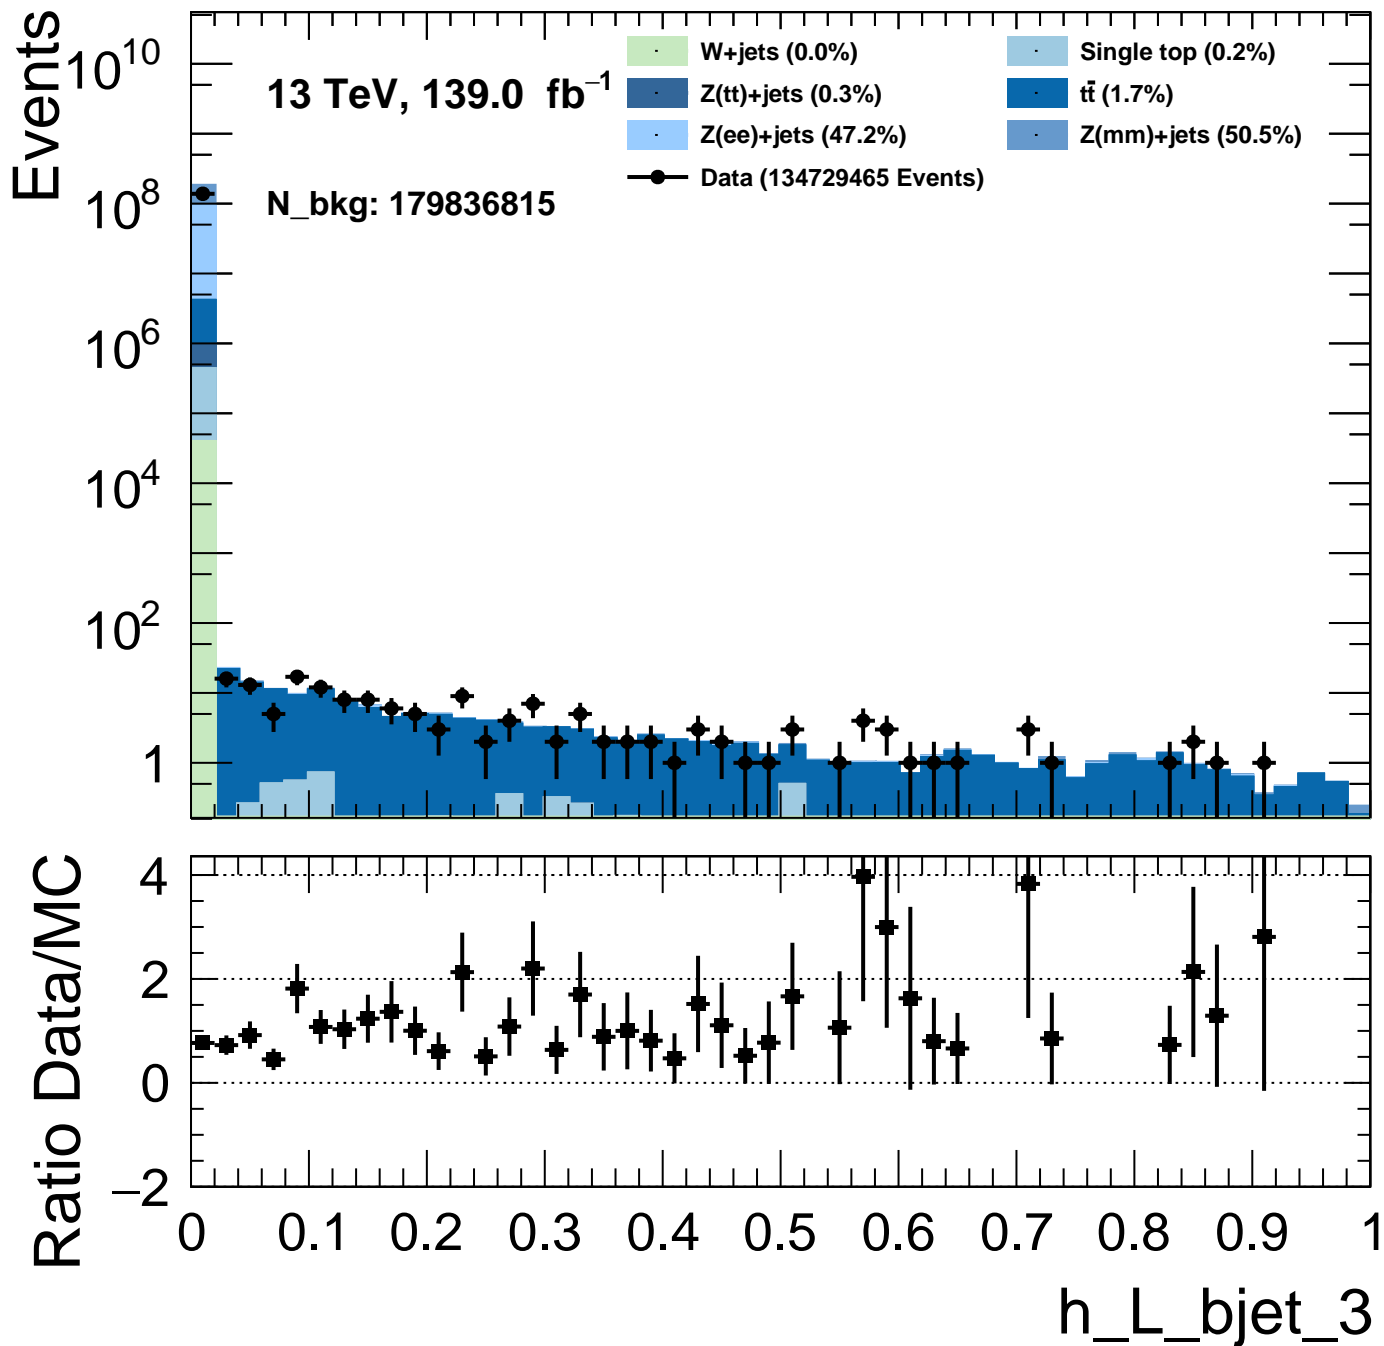 Events
10^10
10^8
10^6
10^4
10^2
1
13 TeV, 139.0 fb^−1
N_bkg: 179836815
W+jets (0.0%)
Single top (0.2%)
Z(tt)+jets (0.3%)
tt̄ (1.7%)
Z(ee)+jets (47.2%)
Z(mm)+jets (50.5%)
Data (134729465 Events)
Ratio Data/MC
4
2
0
−2
0 0.1 0.2 0.3 0.4 0.5 0.6 0.7 0.8 0.9 1
h_L_bjet_3